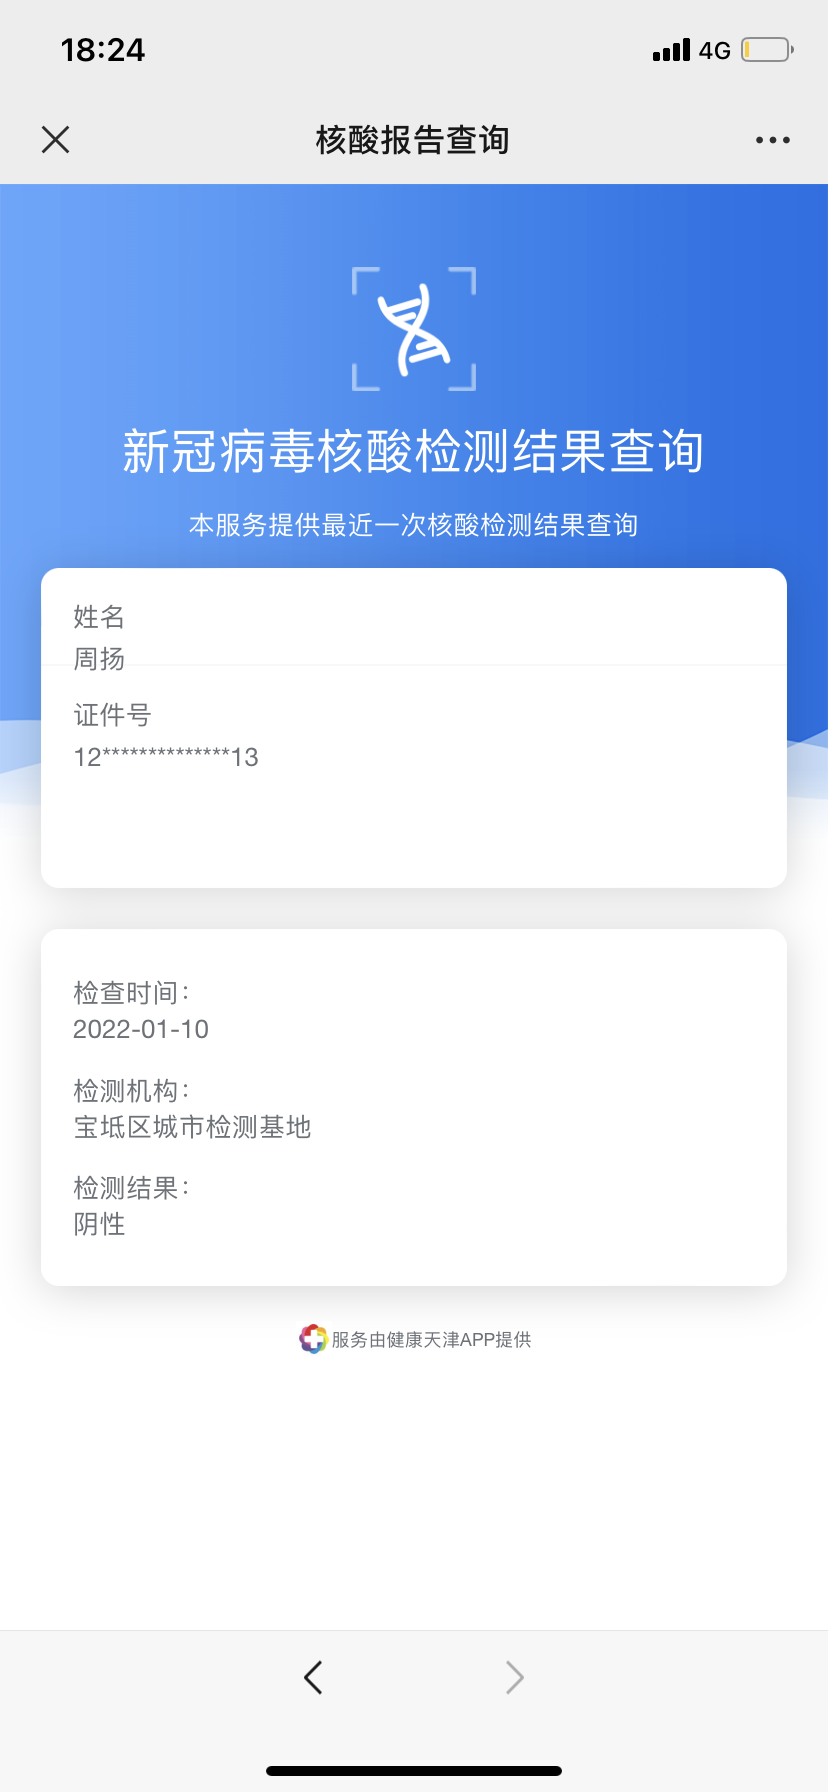 18:24
4G
核酸报告查询
新冠病毒核酸检测结果查询
本服务提供最近一次核酸检测结果查询
姓名
周扬
证件号
12**************13
检查时间：
2022-01-10
检测机构：
宝坻区城市检测基地
检测结果：
阴性
服务由健康天津APP提供